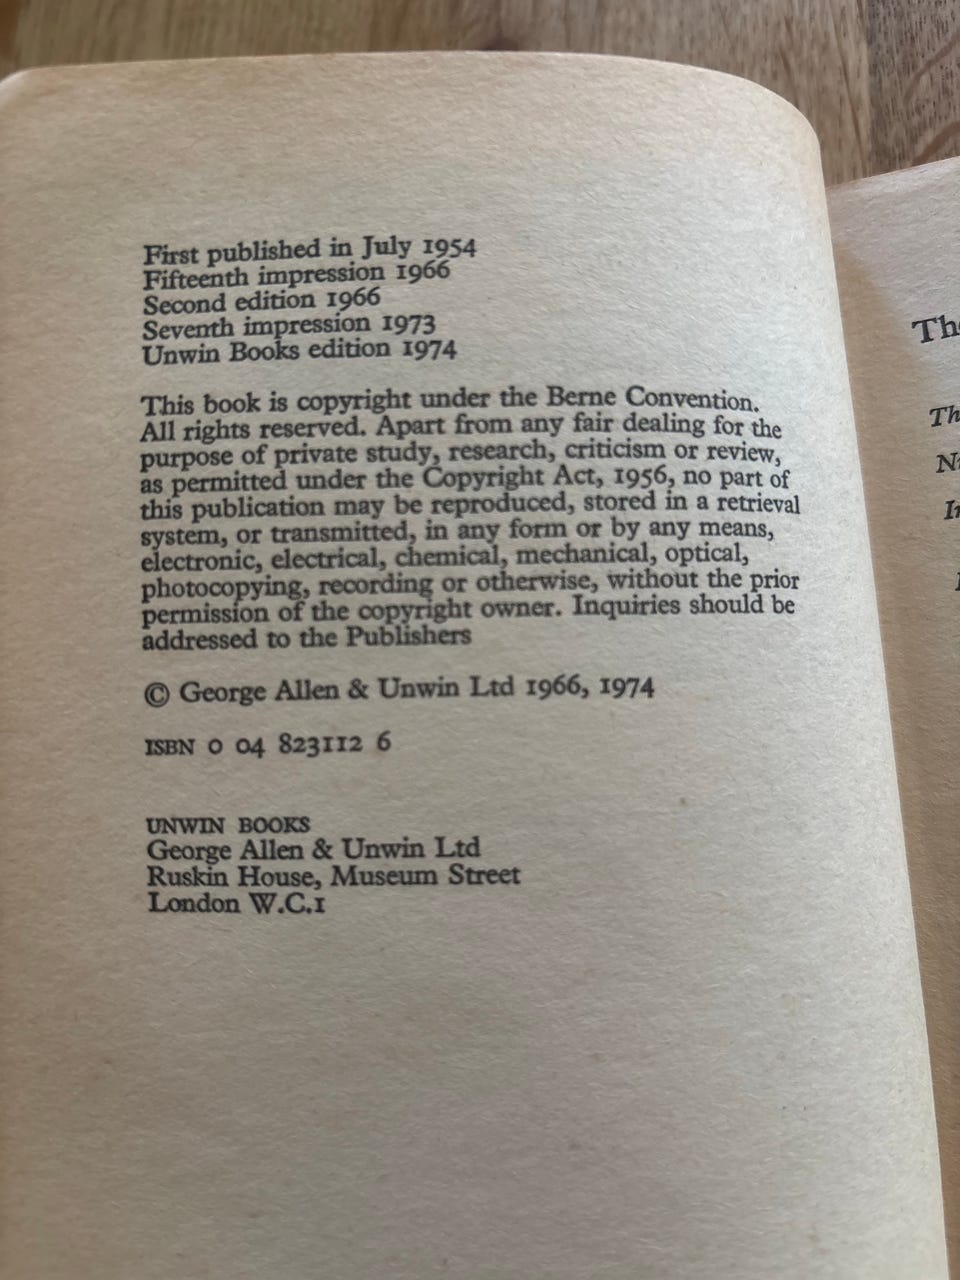 First published in July 1954
Fifteenth impression 1966
Second edition 1966
Seventh impression 1973
Unwin Books edition 1974
This book is copyright under the Berne Convention.
All rights reserved. Apart from any fair dealing for the
purpose of private study, research, criticism or review,
as permitted under the Copyright Act, 1956, no part of
this publication may be reproduced, stored in a retrieval
system, or transmitted, in any form or by any means,
electronic, electrical, chemical, mechanical, optical,
photocopying, recording or otherwise, without the prior
permission of the copyright owner. Inquiries should be
addressed to the Publishers
© George Allen & Unwin Ltd 1966, 1974
ISBN 0 04 823112 6
UNWIN BOOKS
George Allen & Unwin Ltd
Ruskin House, Museum Street
London W.C.1